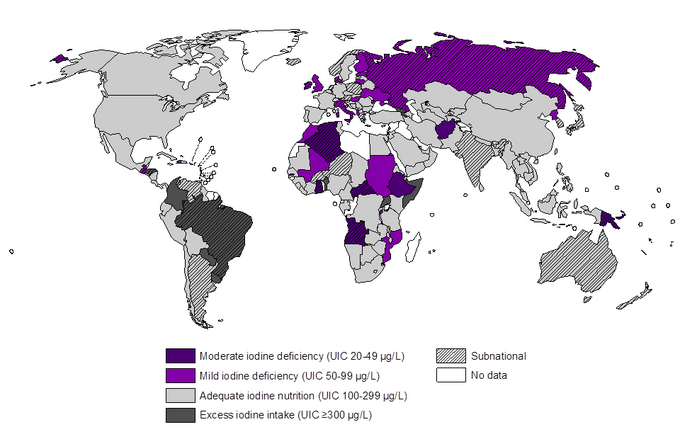 Moderate iodine deficiency (UIC 20-49 µg/L)
Mild iodine deficiency (UIC 50-99 µg/L)
Adequate iodine nutrition (UIC 100-299 µg/L)
Excess iodine intake (UIC ≥300 µg/L)
Subnational
No data